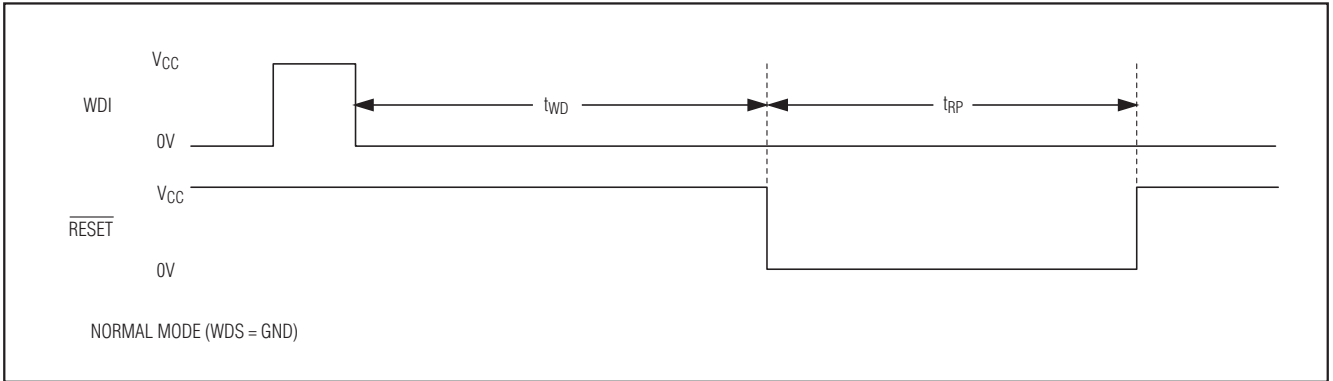 VCC
WDI
tWD
tRP
0V
VCC
RESET
0V
NORMAL MODE (WDS = GND)